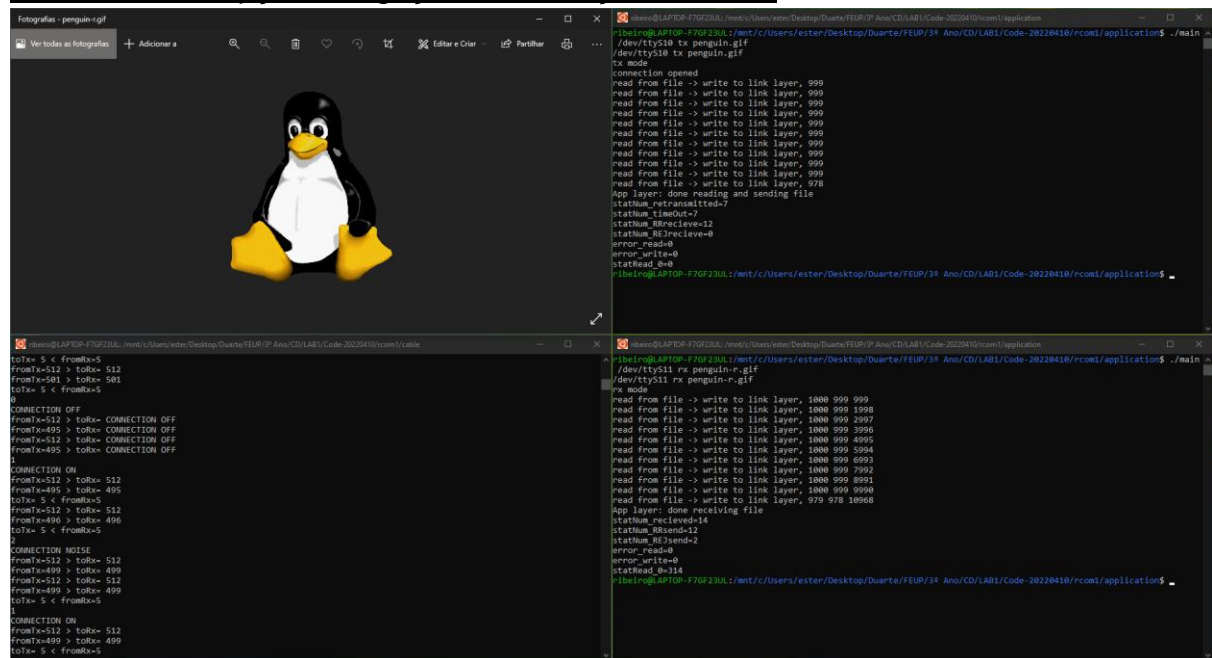 Fotografias - penguin-r.gif
Ver todas as fotografias
Adicionar a
Editar e Criar
Partilhar
ribeiro@LAPTOP-F7GF23UL: /mnt/c/Users/ester/Desktop/Duarte/FEUP/3º Ano/CD/LAB1/Code-20220410/rcom1/application
ribeiro@LAPTOP-F7GF23UL:/mnt/c/Users/ester/Desktop/Duarte/FEUP/3º Ano/CD/LAB1/Code-20220410/rcom1/application$ ./main
/dev/ttyS10 tx penguin.gif
/dev/ttyS10 tx penguin.gif
tx mode
connection opened
read from file -> write to link layer, 999
read from file -> write to link layer, 999
read from file -> write to link layer, 999
read from file -> write to link layer, 999
read from file -> write to link layer, 999
read from file -> write to link layer, 999
read from file -> write to link layer, 999
read from file -> write to link layer, 999
read from file -> write to link layer, 999
read from file -> write to link layer, 999
read from file -> write to link layer, 978
App layer: done reading and sending file
statNum_retransmitted=7
statNum_timeOut=7
statNum_RRrecieve=12
statNum_REJrecieve=0
error_read=0
error_write=0
statRead_0=0
ribeiro@LAPTOP-F7GF23UL:/mnt/c/Users/ester/Desktop/Duarte/FEUP/3º Ano/CD/LAB1/Code-20220410/rcom1/application$
ribeiro@LAPTOP-F7GF23UL: /mnt/c/Users/ester/Desktop/Duarte/FEUP/3º Ano/CD/LAB1/Code-20220410/rcom1/cable
toTx= 5 < fromRx=5
fromTx=512 > toRx= 512
fromTx=501 > toRx= 501
toTx= 5 < fromRx=5
0
CONNECTION OFF
fromTx=512 > toRx= CONNECTION OFF
fromTx=495 > toRx= CONNECTION OFF
fromTx=512 > toRx= CONNECTION OFF
fromTx=495 > toRx= CONNECTION OFF
1
CONNECTION ON
fromTx=512 > toRx= 512
fromTx=495 > toRx= 495
toTx= 5 < fromRx=5
fromTx=512 > toRx= 512
fromTx=496 > toRx= 496
toTx= 5 < fromRx=5
2
CONNECTION NOISE
fromTx=512 > toRx= 512
fromTx=499 > toRx= 499
fromTx=512 > toRx= 512
fromTx=499 > toRx= 499
toTx= 5 < fromRx=5
1
CONNECTION ON
fromTx=512 > toRx= 512
fromTx=499 > toRx= 499
toTx= 5 < fromRx=5
ribeiro@LAPTOP-F7GF23UL: /mnt/c/Users/ester/Desktop/Duarte/FEUP/3º Ano/CD/LAB1/Code-20220410/rcom1/application
ribeiro@LAPTOP-F7GF23UL:/mnt/c/Users/ester/Desktop/Duarte/FEUP/3º Ano/CD/LAB1/Code-20220410/rcom1/application$ ./main
/dev/ttyS11 rx penguin-r.gif
/dev/ttyS11 rx penguin-r.gif
rx mode
read from file -> write to link layer, 1000 999 999
read from file -> write to link layer, 1000 999 1998
read from file -> write to link layer, 1000 999 2997
read from file -> write to link layer, 1000 999 3996
read from file -> write to link layer, 1000 999 4995
read from file -> write to link layer, 1000 999 5994
read from file -> write to link layer, 1000 999 6993
read from file -> write to link layer, 1000 999 7992
read from file -> write to link layer, 1000 999 8991
read from file -> write to link layer, 1000 999 9990
read from file -> write to link layer, 979 978 10968
App layer: done receiving file
statNum_recieved=14
statNum_RRsend=12
statNum_REJsend=2
error_read=0
error_write=0
statRead_0=314
ribeiro@LAPTOP-F7GF23UL:/mnt/c/Users/ester/Desktop/Duarte/FEUP/3º Ano/CD/LAB1/Code-20220410/rcom1/application$